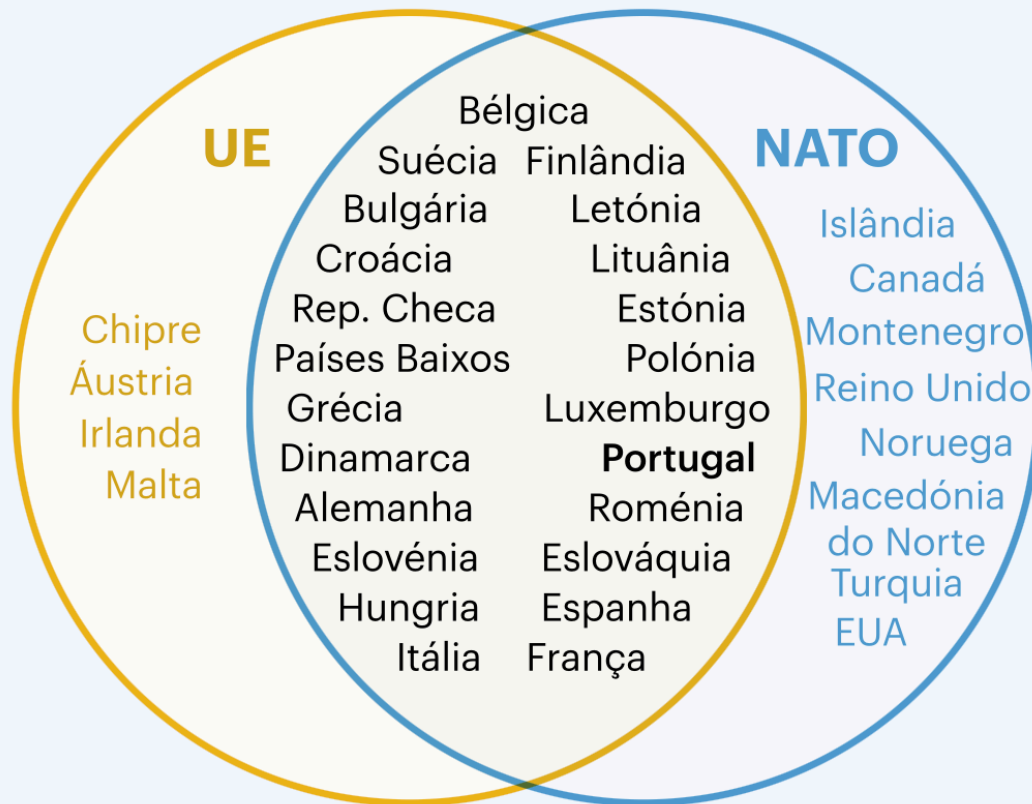 UE
NATO
Chipre
Áustria
Irlanda
Malta
Bélgica
Suécia Finlândia
Bulgária Letónia
Croácia Lituânia
Rep. Checa Estónia
Países Baixos Polónia
Grécia Luxemburgo
Dinamarca Portugal
Alemanha Roménia
Eslovénia Eslováquia
Hungria Espanha
Itália França
Islândia
Canadá
Montenegro
Reino Unido
Noruega
Macedónia
do Norte
Turquia
EUA